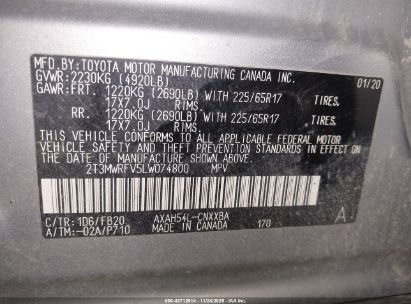 MFD.BY:TOYOTA MOTOR MANUFACTURING CANADA INC.
GVWR:2230KG (4920LB) 01/20
GAWR:FRT. 1220KG (2690LB) WITH 225/65R17 TIRES.
17X7.0J RIMS
RR. 1220KG (2690LB) WITH 225/65R17 TIRES.
17X7.0J RIMS
THIS VEHICLE CONFORMS TO ALL APPLICABLE FEDERAL MOTOR
VEHICLE SAFETY AND THEFT PREVENTION STANDARDS IN
EFFECT ON THE DATE OF MANUFACTURE SHOWN ABOVE.
2T3MWRFV5LW074800 MPV
C/TR:1D6/FB20 AXAH54L-CNXXBA A
A/TM:-02A/P710 MADE IN CANADA 170